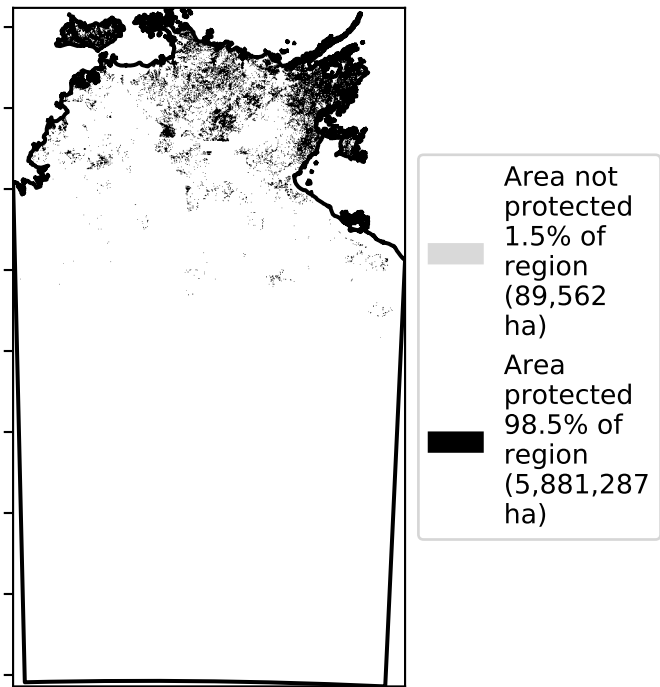 Area not
protected
1.5% of
region
(89,562
ha)
Area
protected
98.5% of
region
(5,881,287
ha)